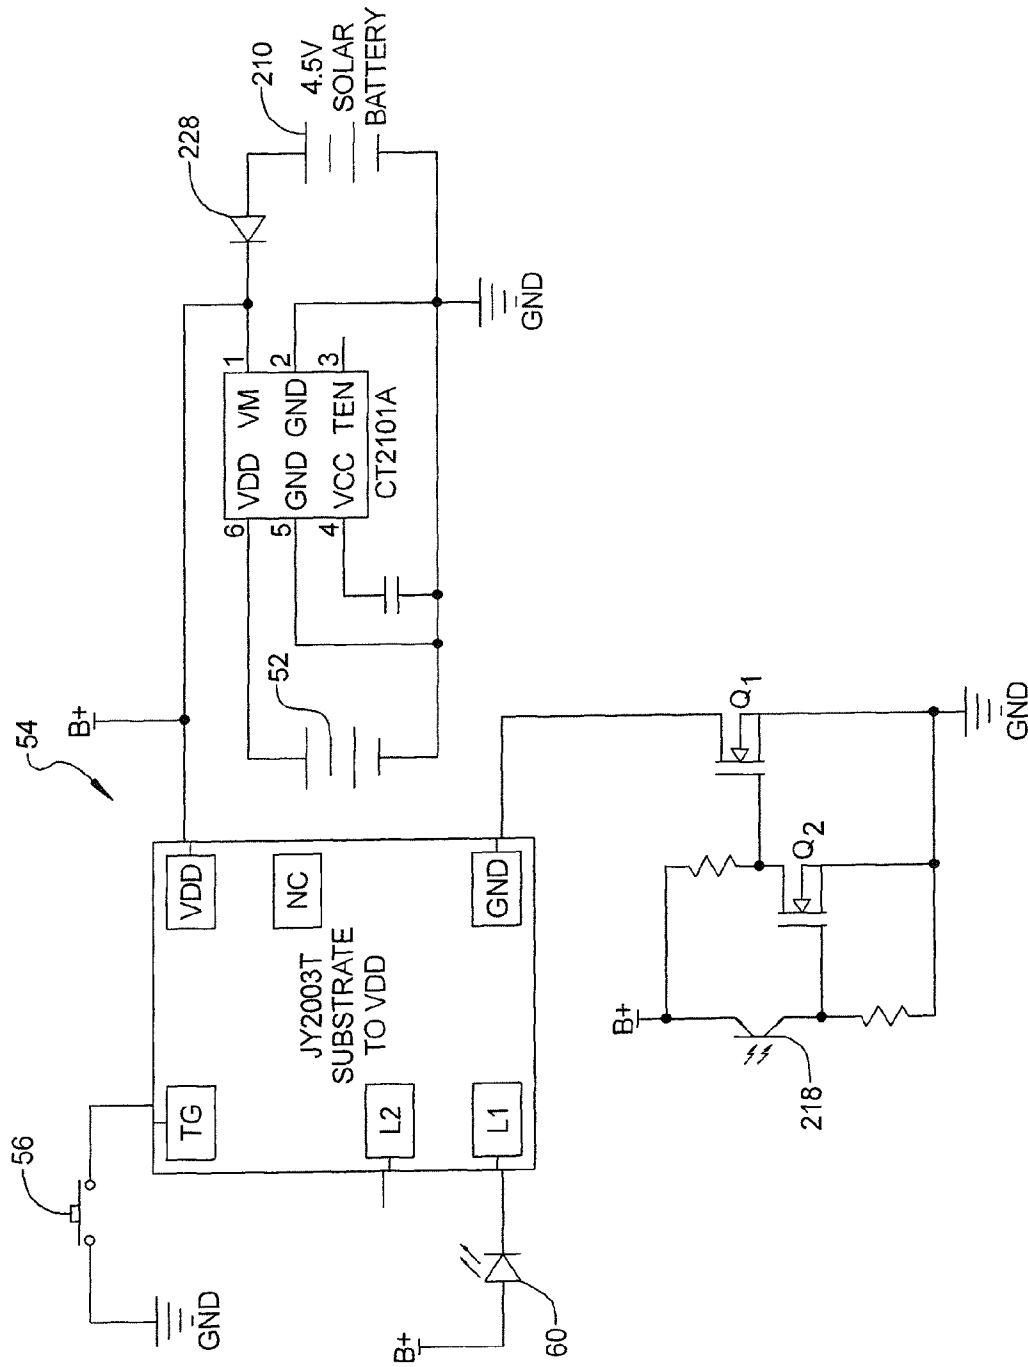 54
56
GND
TG
VDD
NC
JY2003T
SUBSTRATE
TO VDD
L2
L1
GND
B+
60
B+
52
228
210
4.5V
SOLAR
BATTERY
6 VDD VM 1
5 GND GND 2
4 VCC TEN 3
CT2101A
GND
B+
218
Q2
Q1
GND